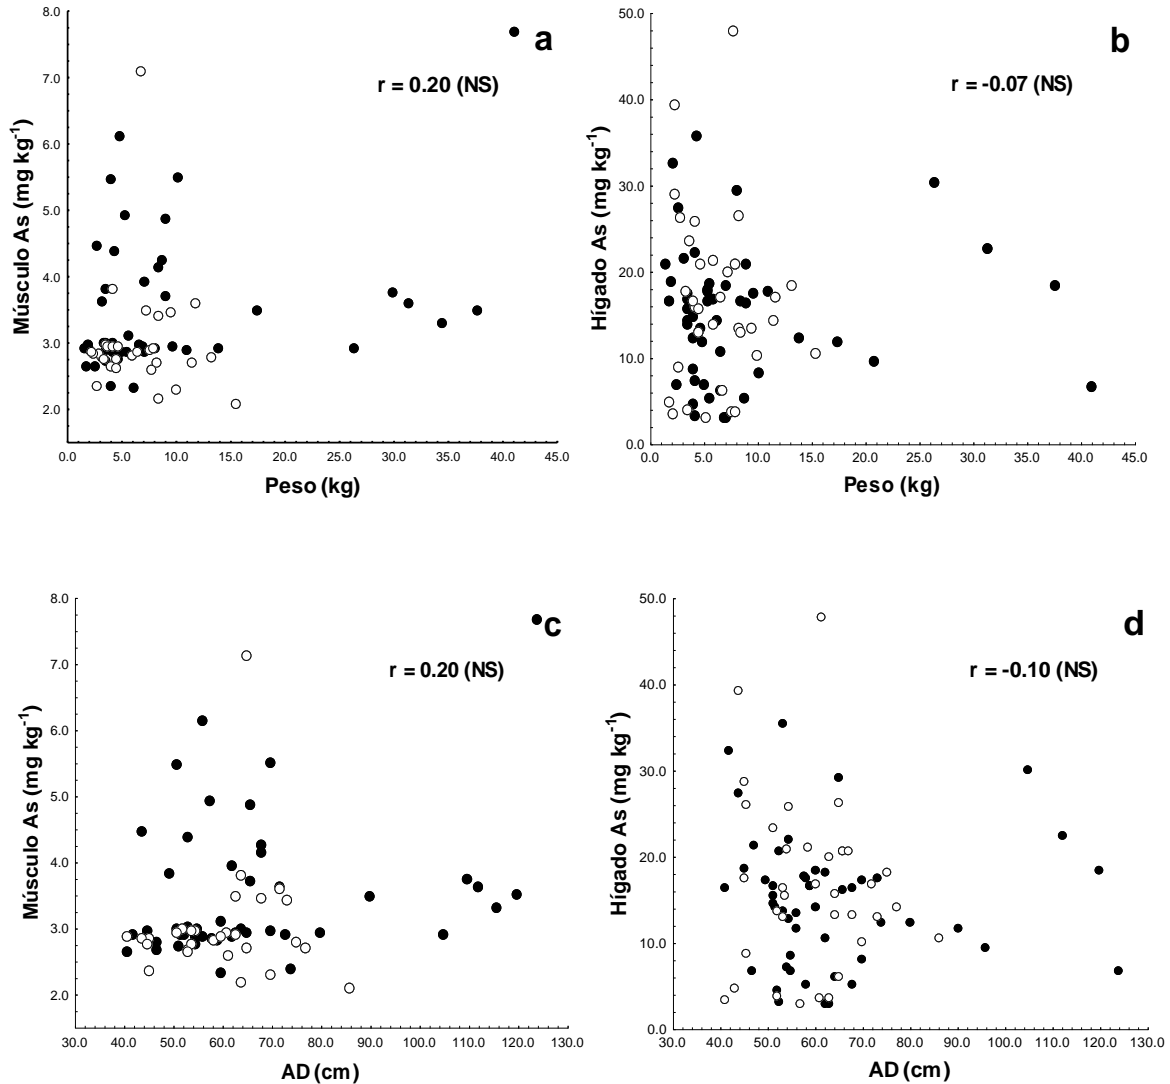 a
r = 0.20 (NS)
Músculo As (mg kg-1)
8.0
7.0
6.0
5.0
4.0
3.0
2.0
0.0 5.0 10.0 15.0 20.0 25.0 30.0 35.0 40.0 45.0
Peso (kg)
b
r = -0.07 (NS)
Hígado As (mg kg-1)
50.0
40.0
30.0
20.0
10.0
0.0
0.0 5.0 10.0 15.0 20.0 25.0 30.0 35.0 40.0 45.0
Peso (kg)
c
r = 0.20 (NS)
Músculo As (mg kg-1)
8.0
7.0
6.0
5.0
4.0
3.0
2.0
30.0 40.0 50.0 60.0 70.0 80.0 90.0 100.0 110.0 120.0 130.0
AD (cm)
d
r = -0.10 (NS)
Hígado As (mg kg-1)
50.0
40.0
30.0
20.0
10.0
0.0
30.0 40.0 50.0 60.0 70.0 80.0 90.0 100.0 110.0 120.0 130.0
AD (cm)